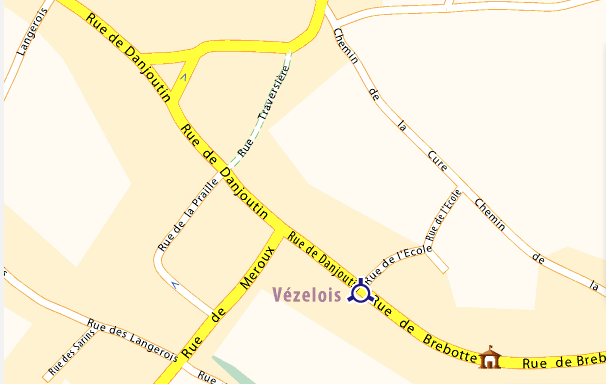 Langerois
Rue de Danjoutin
Chemin de la Cure
Rue Traversière
Rue de Danjoutin
Rue de la Praille
Rue de l'Ecole
Chemin de la
Rue de Meroux
Rue de Danjouti
Rue de l'Ecole
Vézelois
Rue de Brebotte
Rue de Breb
Rue des Langerois
Rue des Sarins
Rue